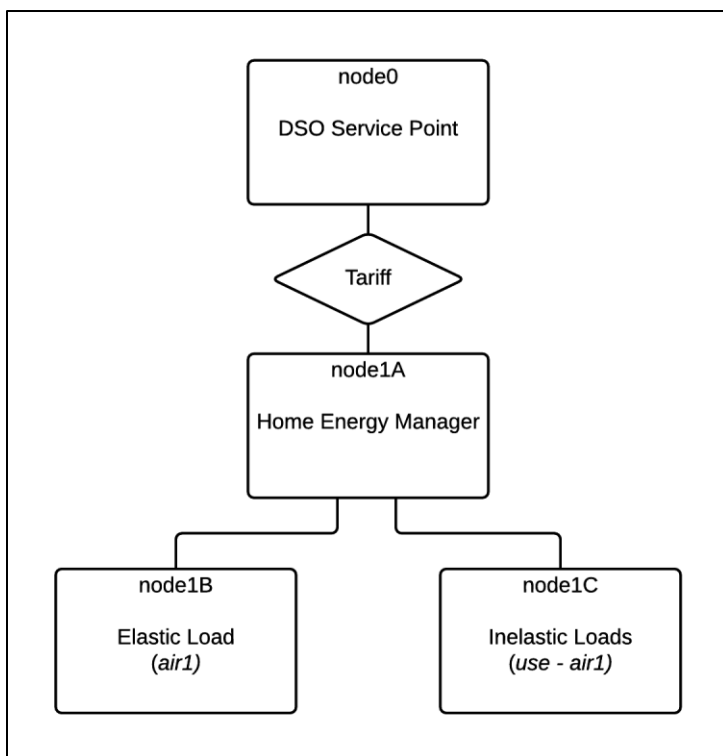 node0
DSO Service Point
Tariff
node1A
Home Energy Manager
node1B
Elastic Load
(air1)
node1C
Inelastic Loads
(use - air1)